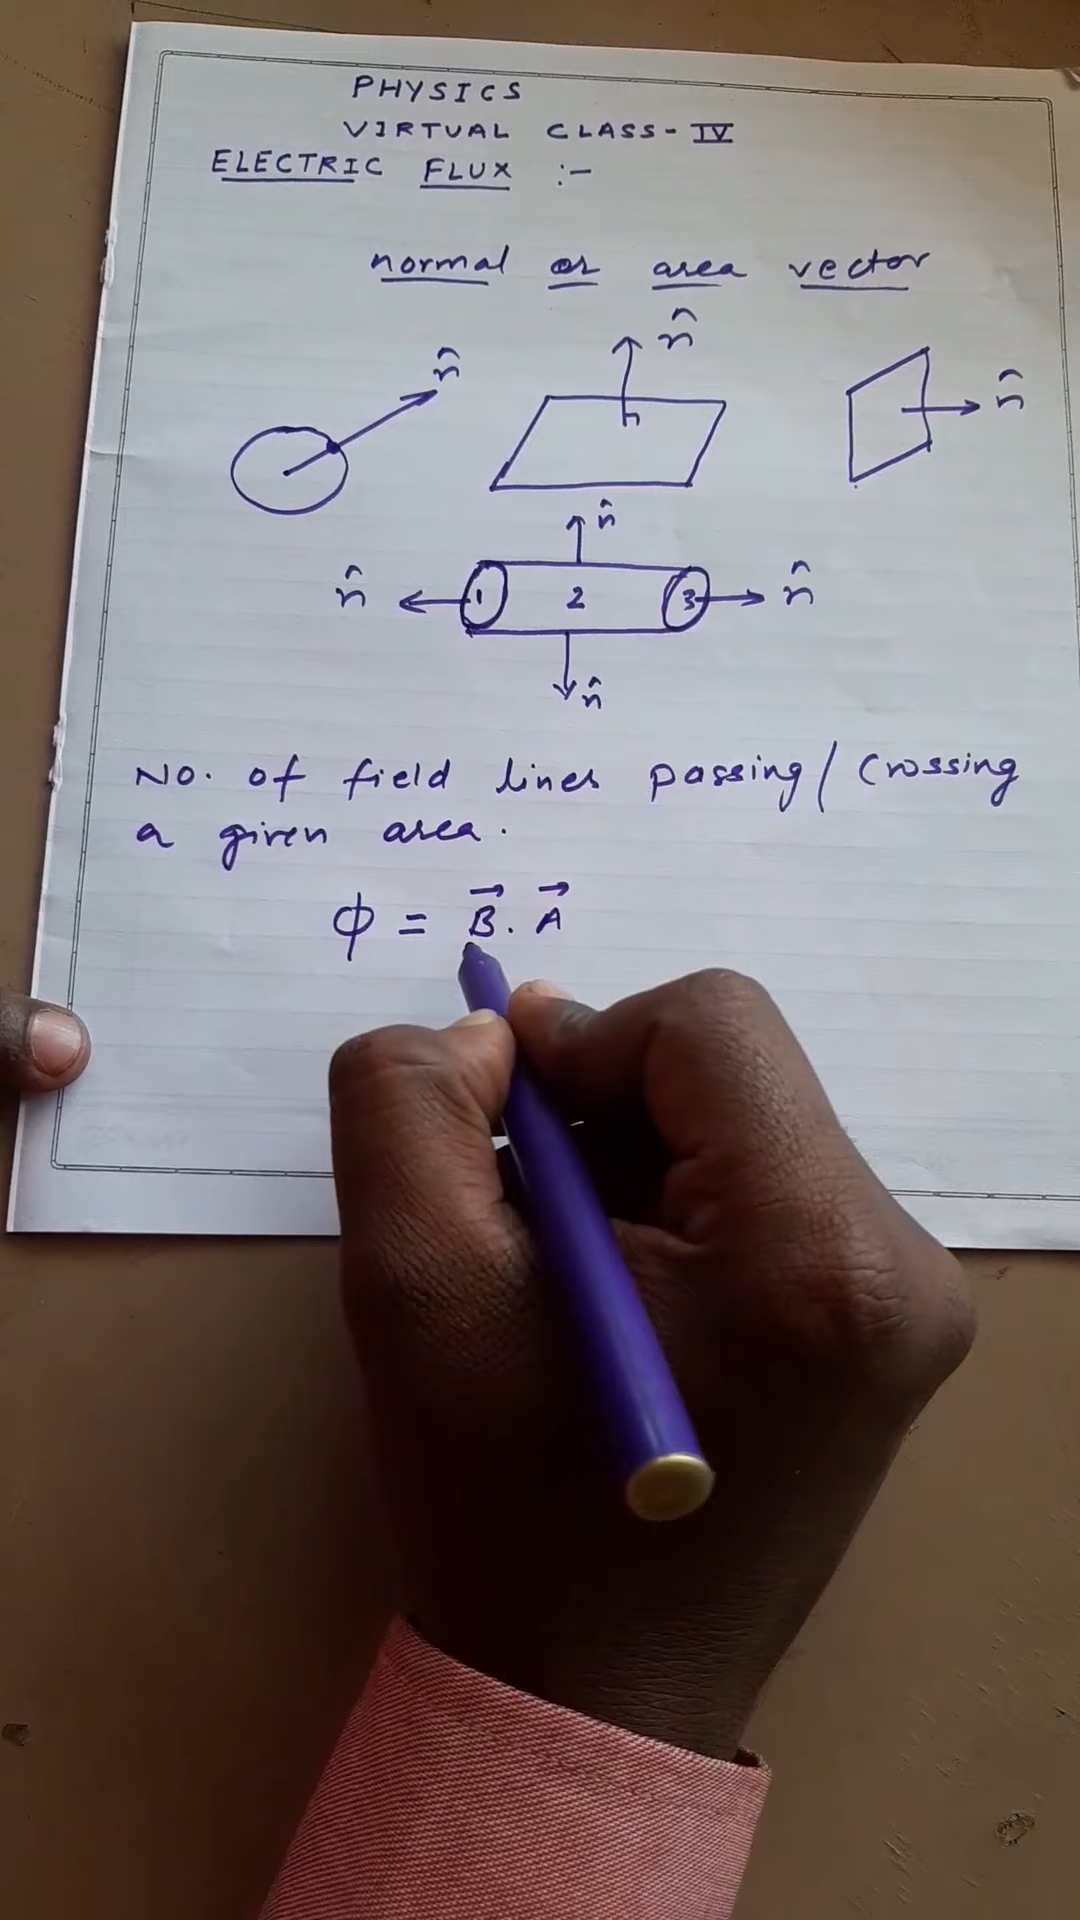 PHYSICS
VIRTUAL CLASS-IV
ELECTRIC FLUX :-
normal or area vector
n̂
n̂
n̂
n̂
n̂ 1 2 3 n̂
n̂
No. of field lines passing/crossing
a given area.
ϕ = B⃗. A⃗